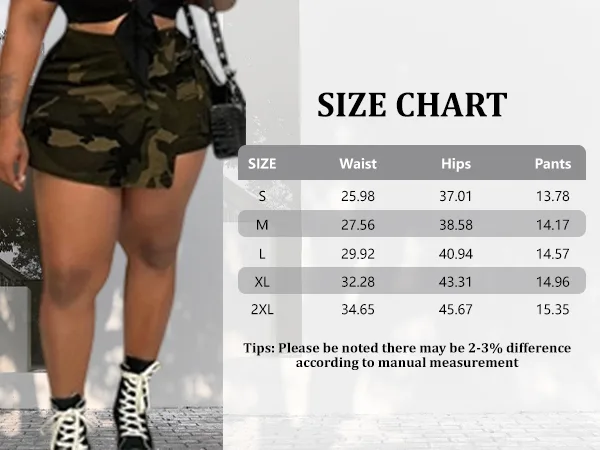 SIZE CHART
SIZE Waist Hips Pants
S 25.98 37.01 13.78
M 27.56 38.58 14.17
L 29.92 40.94 14.57
XL 32.28 43.31 14.96
2XL 34.65 45.67 15.35
Tips: Please be noted there may be 2-3% difference
according to manual measurement